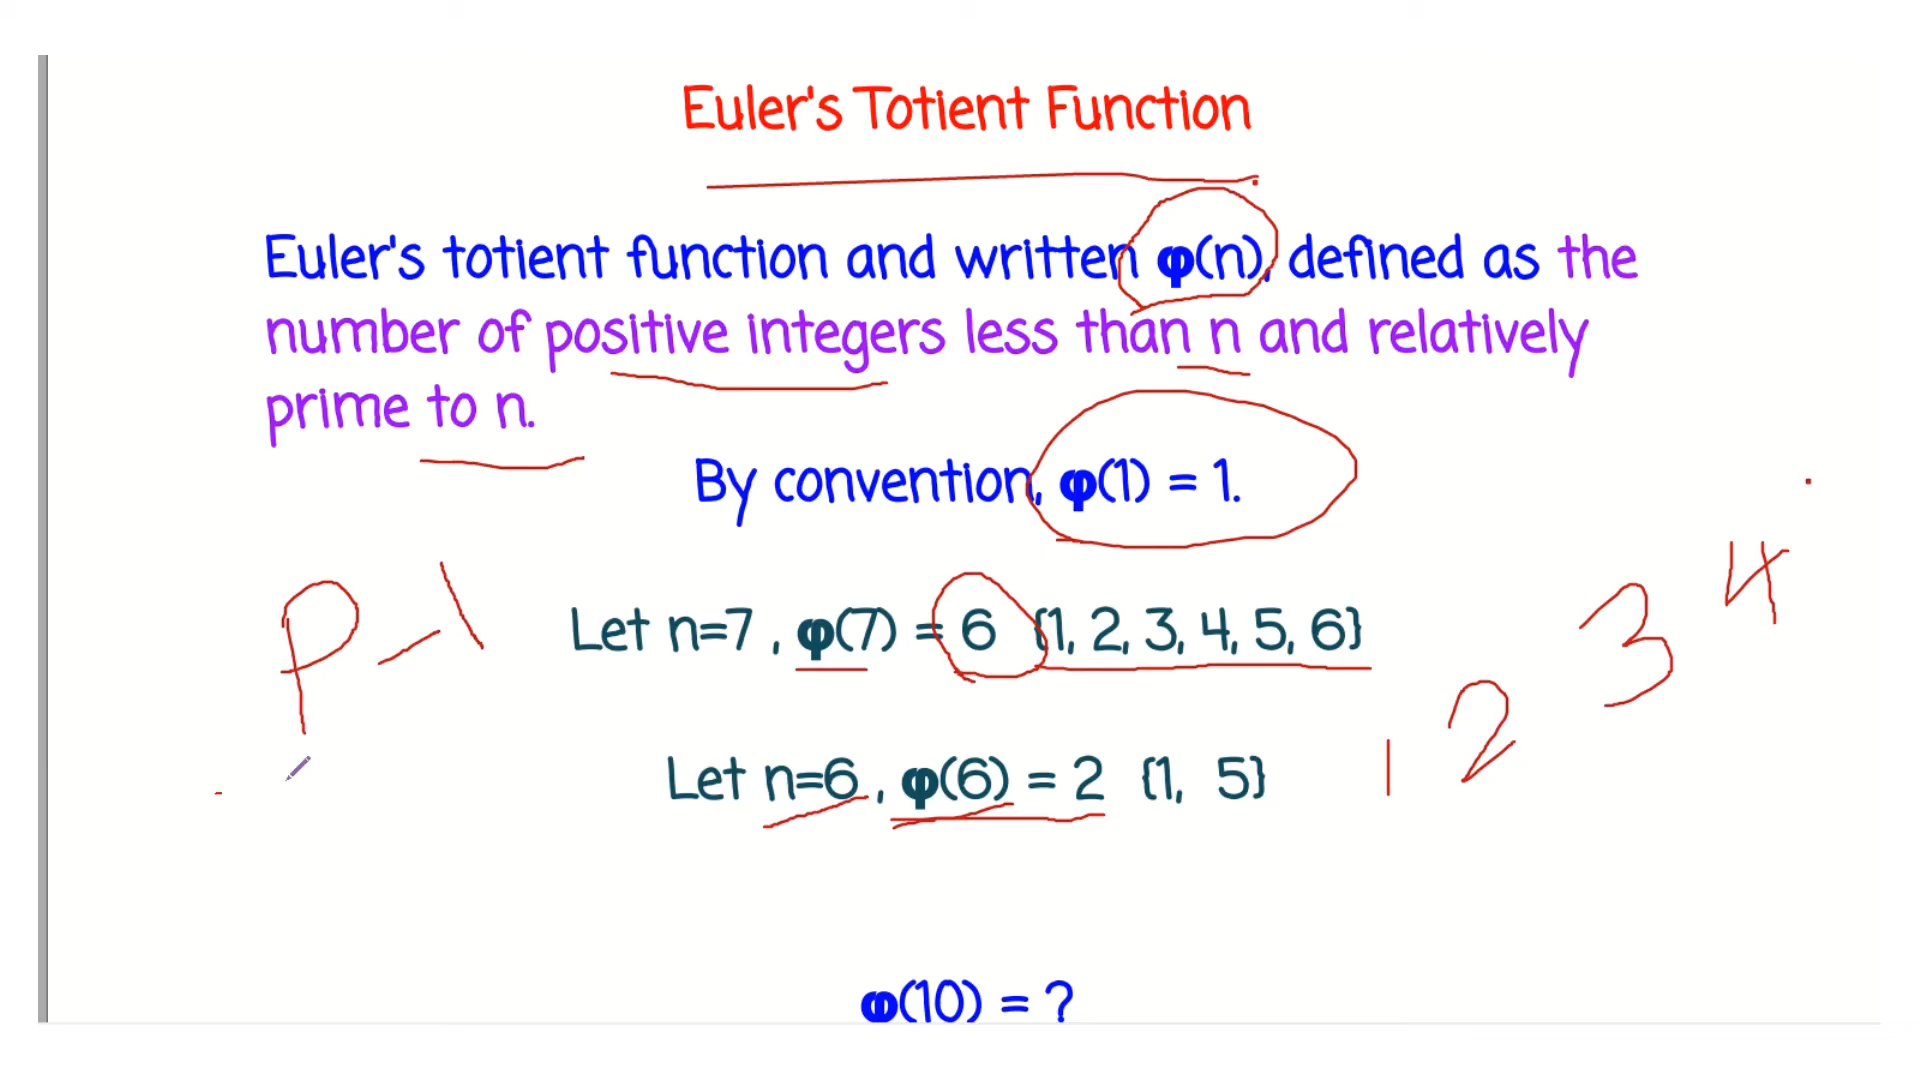 Euler's Totient Function
Euler's totient function and written φ(n), defined as the
number of positive integers less than n and relatively
prime to n.
By convention, φ(1) = 1.
P-1
Let n=7 , φ(7) = 6 {1, 2, 3, 4, 5, 6}
1 2 3 4
Let n=6 , φ(6) = 2 {1, 5}
φ(10) = ?